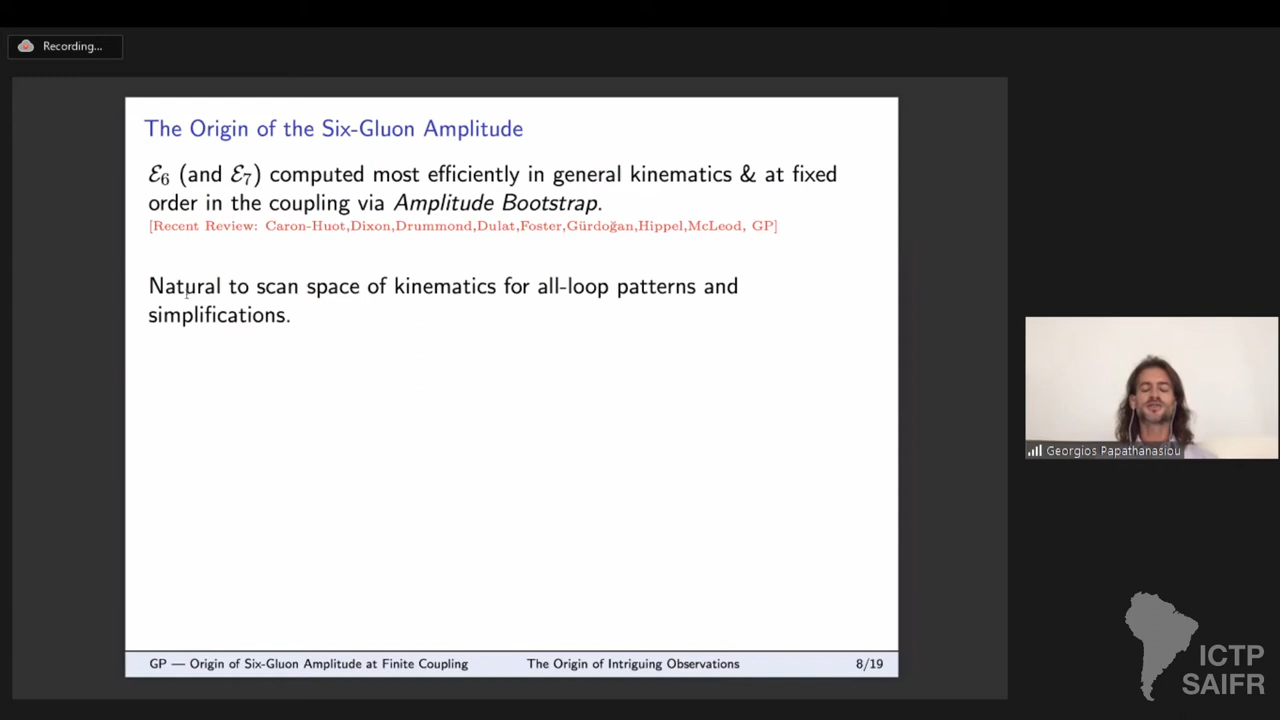 Recording...
The Origin of the Six-Gluon Amplitude
ℰ₆ (and ℰ₇) computed most efficiently in general kinematics & at fixed
order in the coupling via Amplitude Bootstrap.
[Recent Review: Caron-Huot,Dixon,Drummond,Dulat,Foster,Gürdoğan,Hippel,McLeod, GP]
Natural to scan space of kinematics for all-loop patterns and
simplifications.
Georgios Papathanasiou
GP — Origin of Six-Gluon Amplitude at Finite Coupling
The Origin of Intriguing Observations
8/19
ICTP
SAIFR